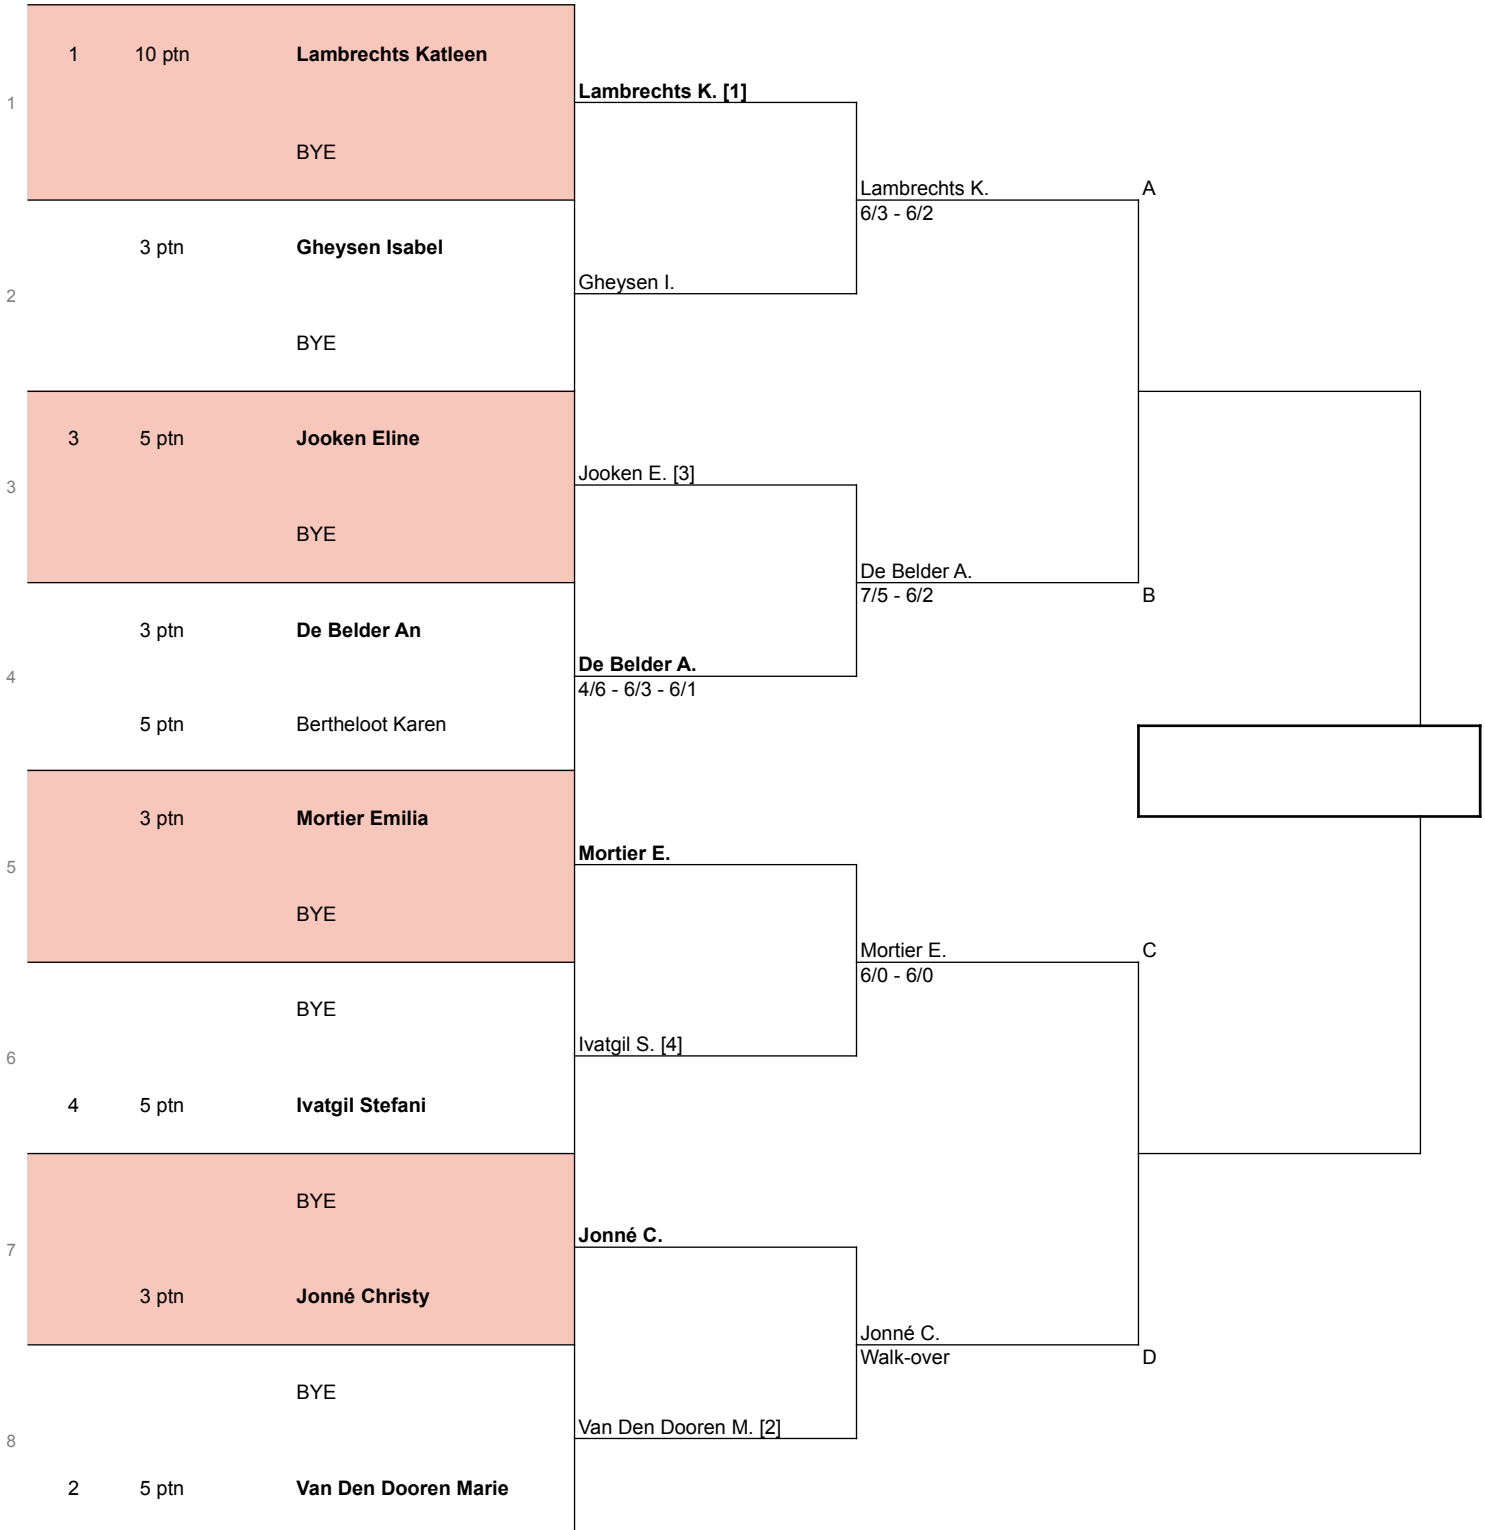 1 10 ptn Lambrechts Katleen
Lambrechts K. [1]
1
BYE
Lambrechts K. A
6/3 - 6/2
3 ptn Gheysen Isabel
Gheysen I.
2
BYE
3 5 ptn Jooken Eline
Jooken E. [3]
3
BYE
De Belder A.
7/5 - 6/2 B
3 ptn De Belder An
De Belder A.
4
4/6 - 6/3 - 6/1
5 ptn Bertheloot Karen
3 ptn Mortier Emilia
Mortier E.
5
BYE
Mortier E. C
6/0 - 6/0
BYE
Ivatgil S. [4]
6
4 5 ptn Ivatgil Stefani
BYE
Jonné C.
7
3 ptn Jonné Christy
Jonné C.
Walk-over D
BYE
Van Den Dooren M. [2]
8
2 5 ptn Van Den Dooren Marie